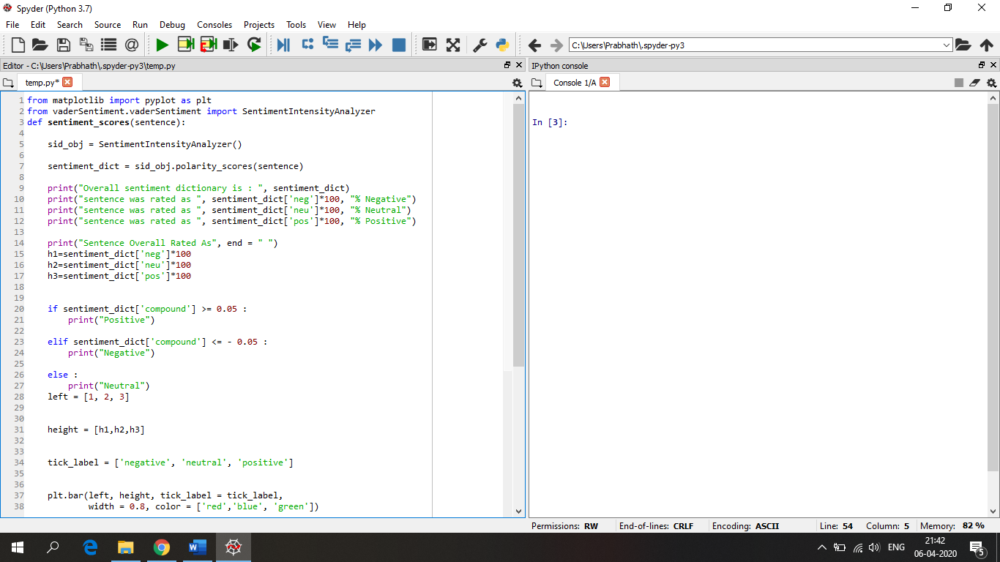 Spyder (Python 3.7)
File Edit Search Source Run Debug Consoles Projects Tools View Help
C:\Users\Prabhath\.spyder-py3
Editor - C:\Users\Prabhath\.spyder-py3\temp.py
temp.py*
1 from matplotlib import pyplot as plt
2 from vaderSentiment.vaderSentiment import SentimentIntensityAnalyzer
3 def sentiment_scores(sentence):
4
5     sid_obj = SentimentIntensityAnalyzer()
6
7     sentiment_dict = sid_obj.polarity_scores(sentence)
8
9     print("Overall sentiment dictionary is : ", sentiment_dict)
10     print("sentence was rated as ", sentiment_dict['neg']*100, "% Negative")
11     print("sentence was rated as ", sentiment_dict['neu']*100, "% Neutral")
12     print("sentence was rated as ", sentiment_dict['pos']*100, "% Positive")
13
14     print("Sentence Overall Rated As", end = " ")
15     h1=sentiment_dict['neg']*100
16     h2=sentiment_dict['neu']*100
17     h3=sentiment_dict['pos']*100
18
19
20     if sentiment_dict['compound'] >= 0.05 :
21         print("Positive")
22
23     elif sentiment_dict['compound'] <= - 0.05 :
24         print("Negative")
25
26     else :
27         print("Neutral")
28     left = [1, 2, 3]
29
30
31     height = [h1,h2,h3]
32
33
34     tick_label = ['negative', 'neutral', 'positive']
35
36
37     plt.bar(left, height, tick_label = tick_label,
38             width = 0.8, color = ['red','blue', 'green'])
IPython console
Console 1/A
In [3]:
Permissions: RW End-of-lines: CRLF Encoding: ASCII Line: 54 Column: 5 Memory: 82 %
ENG
21:42
06-04-2020
5